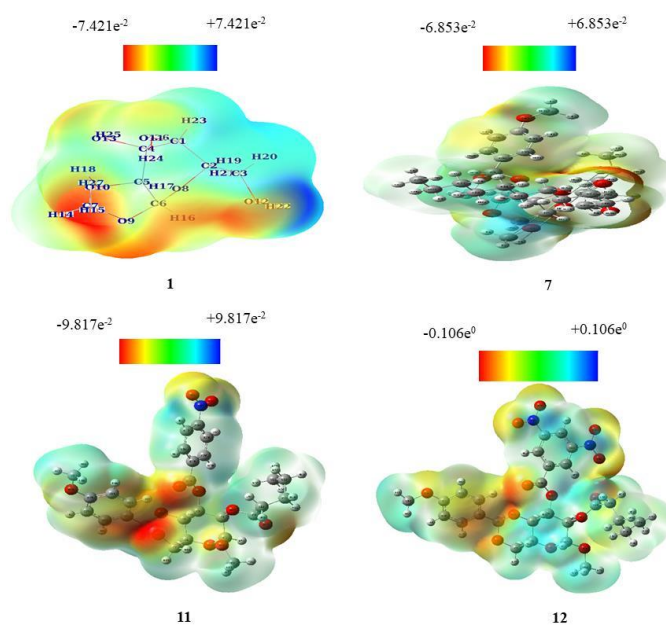 -7.421e-2 +7.421e-2
-6.853e-2 +6.853e-2
H23
H25
C1
C4
H24
H18
C2
H19
H20
C3
C5
H17
O8
O10
C6
O9
H16
H15
1
7
-9.817e-2 +9.817e-2
-0.106e0 +0.106e0
11
12